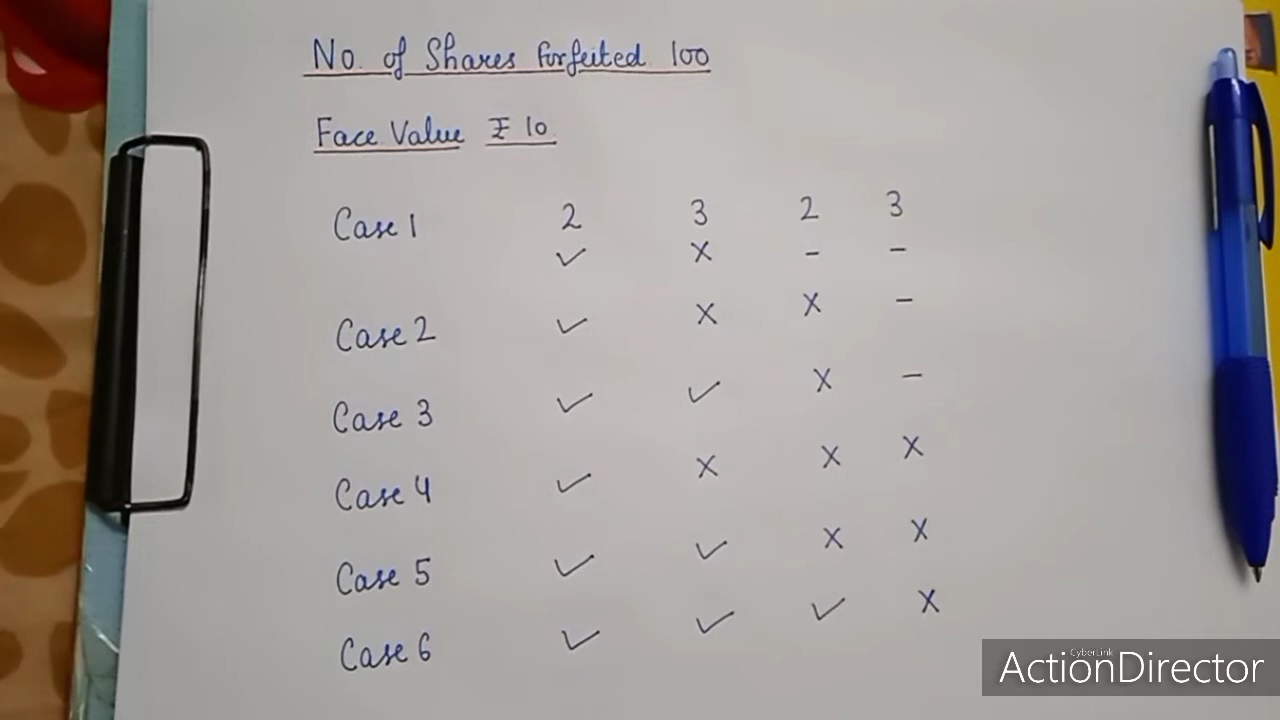 No. of Shares forfeited 100
Face Value ₹ 10
Case 1 2 3 2 3
✓ X - -
Case 2 ✓ X X -
Case 3 ✓ ✓ X -
Case 4 ✓ X X X
Case 5 ✓ ✓ X X
Case 6 ✓ ✓ ✓ X
CyberLink
ActionDirector